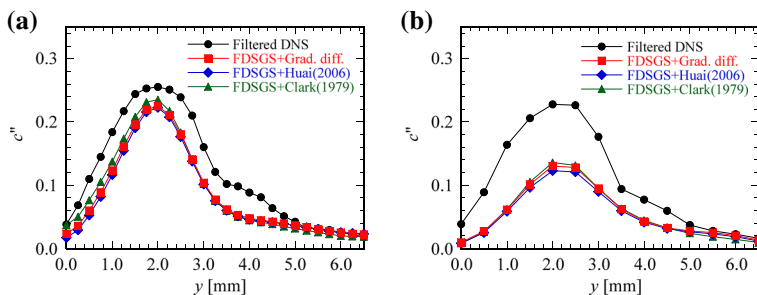 (a)
0.3
0.2
0.1
0.0
c"
Filtered DNS
FDSGS+Grad. diff.
FDSGS+Huai(2006)
FDSGS+Clark(1979)
0.0 1.0 2.0 3.0 4.0 5.0 6.0
y [mm]
(b)
0.3
0.2
0.1
0.0
c"
Filtered DNS
FDSGS+Grad. diff.
FDSGS+Huai(2006)
FDSGS+Clark(1979)
0.0 1.0 2.0 3.0 4.0 5.0 6.0
y [mm]